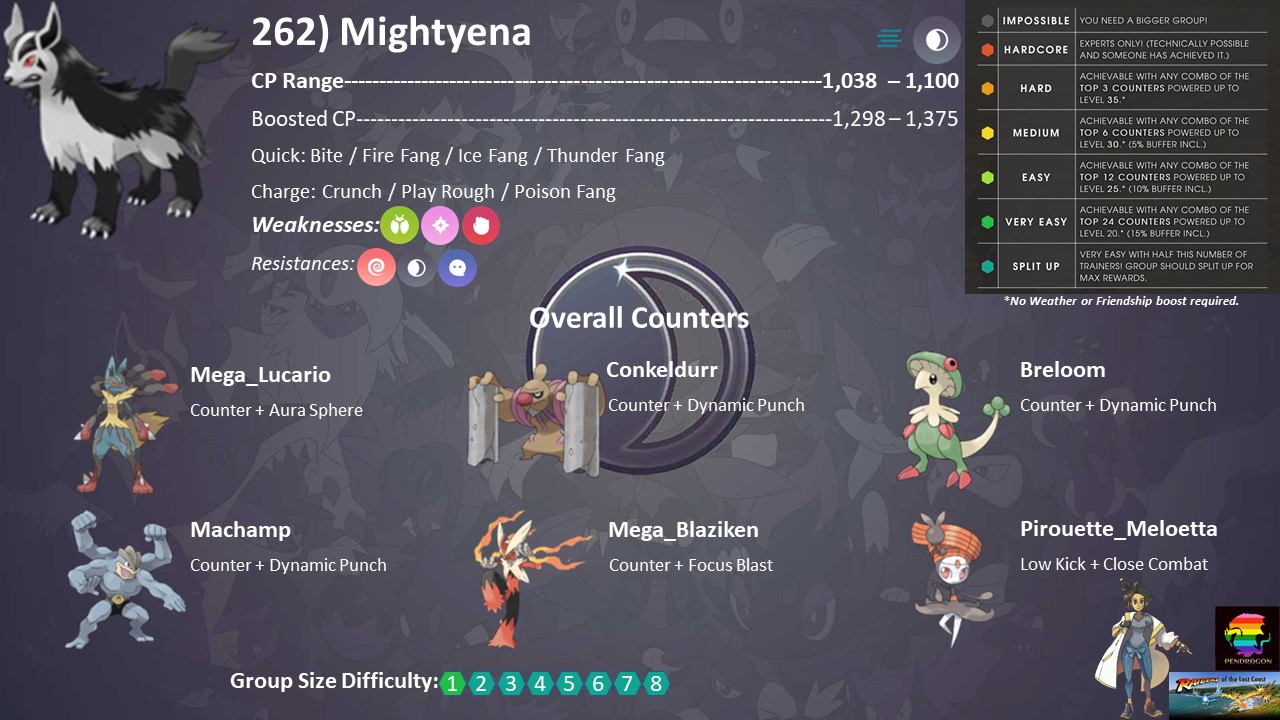 262) Mightyena
CP Range--------------------------------------------------------------------1,038 – 1,100
Boosted CP--------------------------------------------------------------------1,298 – 1,375
Quick: Bite / Fire Fang / Ice Fang / Thunder Fang
Charge: Crunch / Play Rough / Poison Fang
Weaknesses:
Resistances:
IMPOSSIBLE YOU NEED A BIGGER GROUP!
HARDCORE EXPERTS ONLY! (TECHNICALLY POSSIBLE
AND SOMEONE HAS ACHIEVED IT.)
HARD ACHIEVABLE WITH ANY COMBO OF THE
TOP 3 COUNTERS POWERED UP TO
LEVEL 35.*
MEDIUM ACHIEVABLE WITH ANY COMBO OF THE
TOP 6 COUNTERS POWERED UP TO
LEVEL 30.* (5% BUFFER INCL.)
EASY ACHIEVABLE WITH ANY COMBO OF THE
TOP 12 COUNTERS POWERED UP TO
LEVEL 25.* (10% BUFFER INCL.)
VERY EASY ACHIEVABLE WITH ANY COMBO OF THE
TOP 24 COUNTERS POWERED UP TO
LEVEL 20.* (15% BUFFER INCL.)
SPLIT UP VERY EASY WITH HALF THIS NUMBER OF
TRAINERS! GROUP SHOULD SPLIT UP FOR
MAX REWARDS.
*No Weather or Friendship boost required.
Overall Counters
Mega_Lucario
Counter + Aura Sphere
Conkeldurr
Counter + Dynamic Punch
Breloom
Counter + Dynamic Punch
Machamp
Counter + Dynamic Punch
Mega_Blaziken
Counter + Focus Blast
Pirouette_Meloetta
Low Kick + Close Combat
Group Size Difficulty: 1 2 3 4 5 6 7 8
PENDRAGON
RAIDERS of the Lost Coast